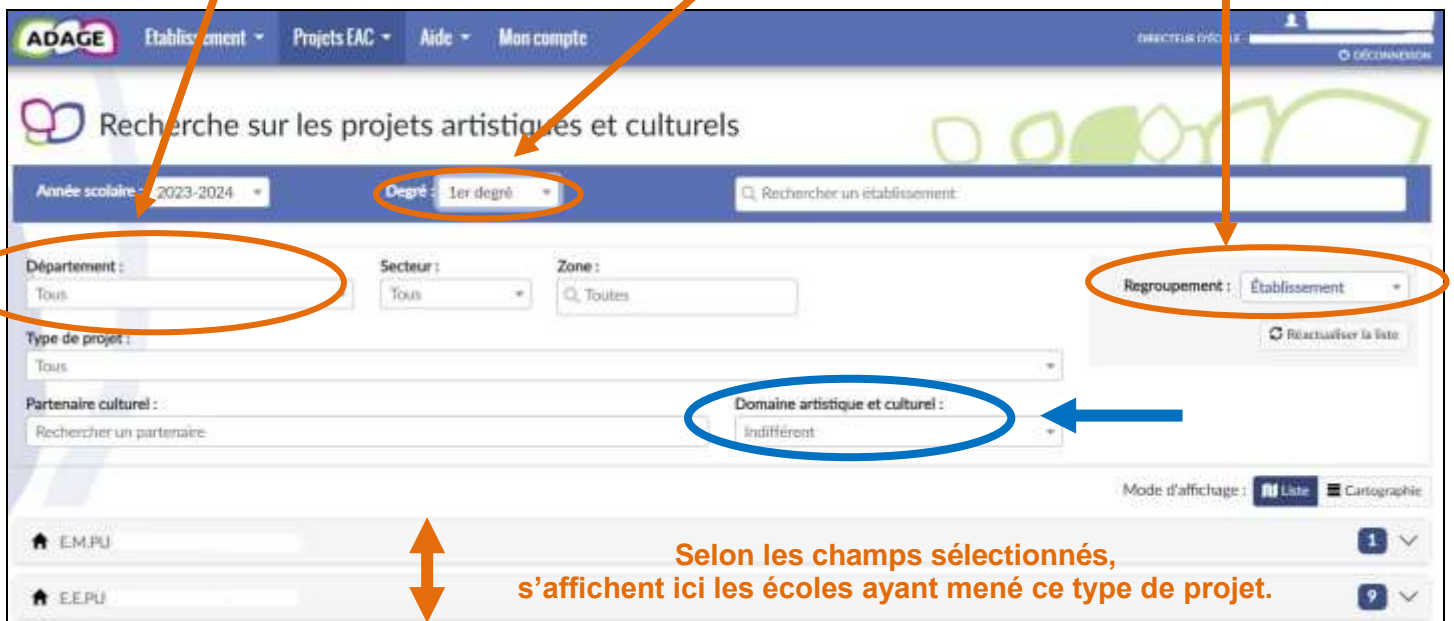 ADAGE Etablissement Projets EAC Aide Mon compte
DIRECTEUR D'ÉCOLE
DÉCONNEXION
Recherche sur les projets artistiques et culturels
Année scolaire : 2023-2024 Degré : 1er degré Rechercher un établissement
Département : Secteur : Zone :
Tous Tous Toutes
Regroupement : Établissement
Réactualiser la liste
Type de projet :
Tous
Partenaire culturel : Domaine artistique et culturel :
Rechercher un partenaire Indifférent
Mode d'affichage : Liste Cartographie
E.M.PU 1
Selon les champs sélectionnés,
s'affichent ici les écoles ayant mené ce type de projet.
E.E.PU 9